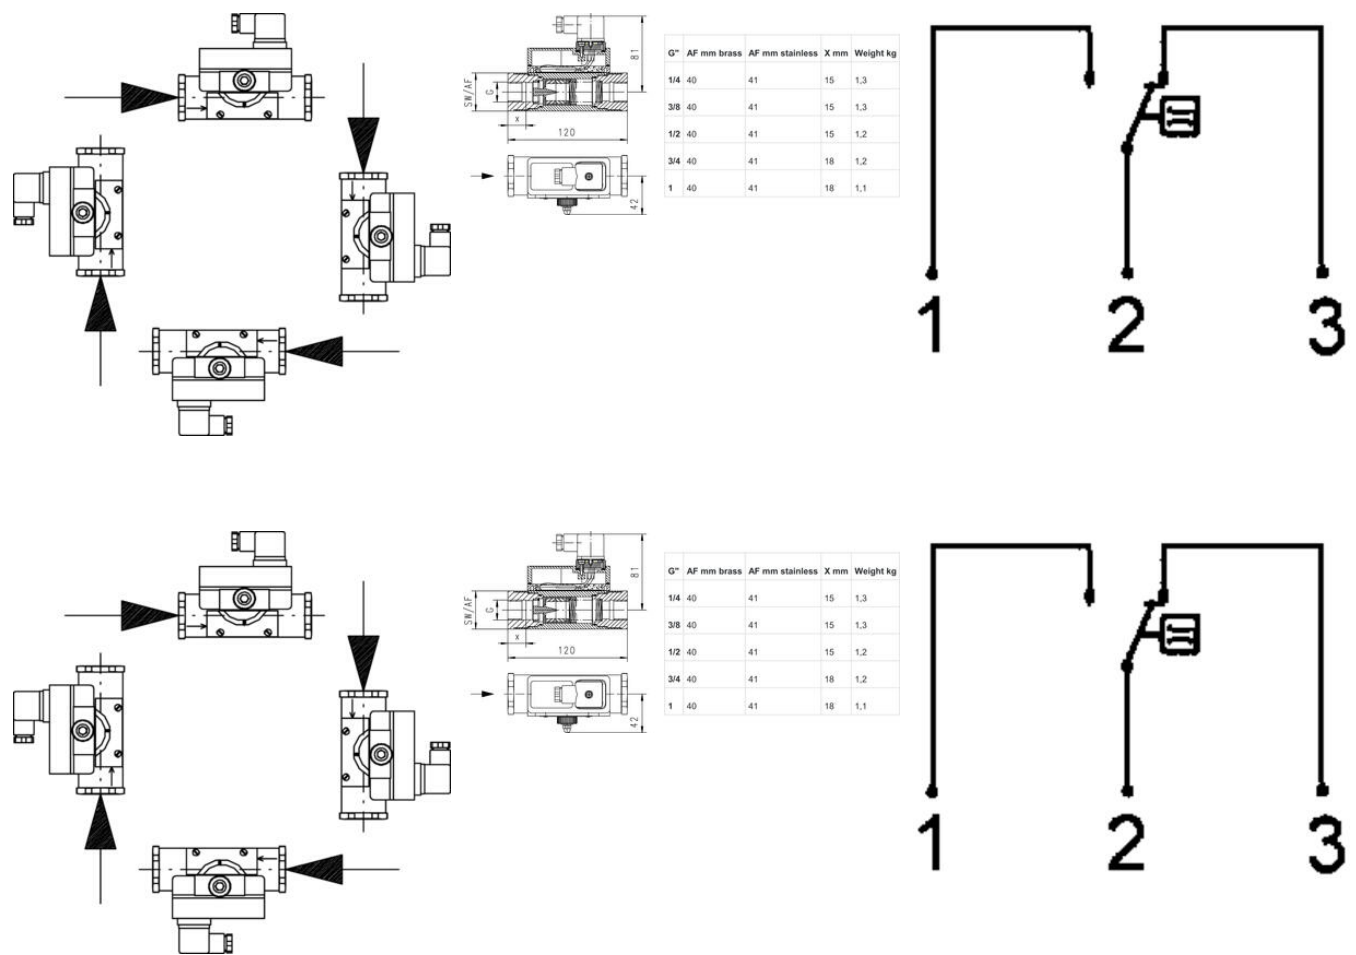 81
SW/AF
G
x
120
42
G" AF mm brass AF mm stainless X mm Weight kg
1/4 40 41 15 1,3
3/8 40 41 15 1,3
1/2 40 41 15 1,2
3/4 40 41 18 1,2
1 40 41 18 1,1
1 2 3
81
SW/AF
G
x
120
42
G" AF mm brass AF mm stainless X mm Weight kg
1/4 40 41 15 1,3
3/8 40 41 15 1,3
1/2 40 41 15 1,2
3/4 40 41 18 1,2
1 40 41 18 1,1
1 2 3